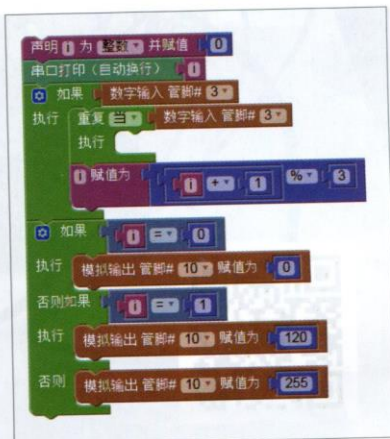 声明 i 为 整数 并赋值 0
串口打印（自动换行） i
如果 数字输入 管脚# 3
执行 重复 当 数字输入 管脚# 3
执行
i 赋值为 i + 1 % 3
如果 i = 0
执行 模拟输出 管脚# 10 赋值为 0
否则如果 i = 1
执行 模拟输出 管脚# 10 赋值为 120
否则 模拟输出 管脚# 10 赋值为 255